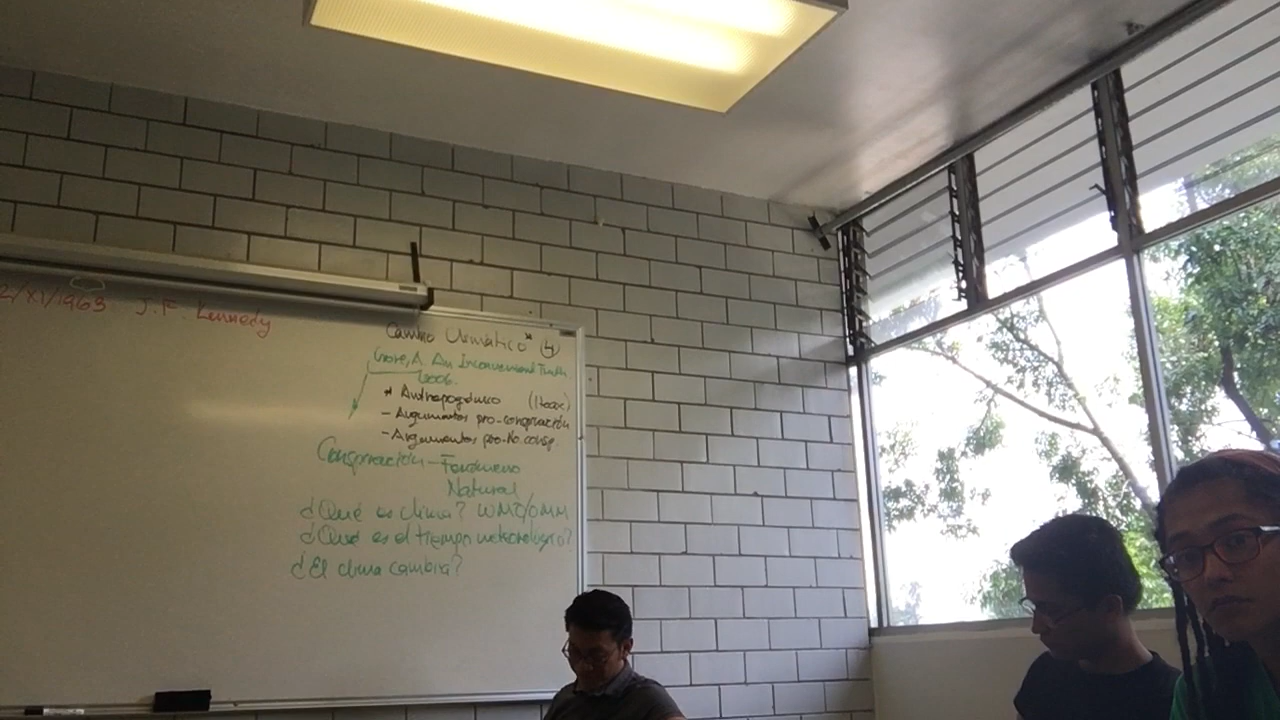 2/XI/1963 J.F. Kennedy
Cambio Climático* (4)
Gore, A. An Inconvenient Truth.
2006.
* Antropogénico (Hoax)
- Argumentos pro-conspiración
- Argumentos pro-No consp.
Conspiración - Fenómeno
Natural
¿Qué es clima? WMO/OMM
¿Qué es el tiempo meteorológico?
¿El clima cambia?